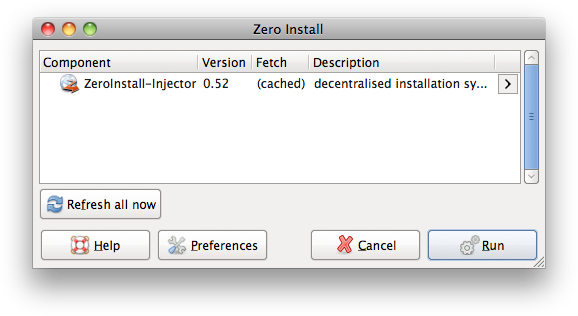 Zero Install
Component Version Fetch Description
ZeroInstall-Injector 0.52 (cached) decentralised installation sy...
Refresh all now
Help Preferences Cancel Run